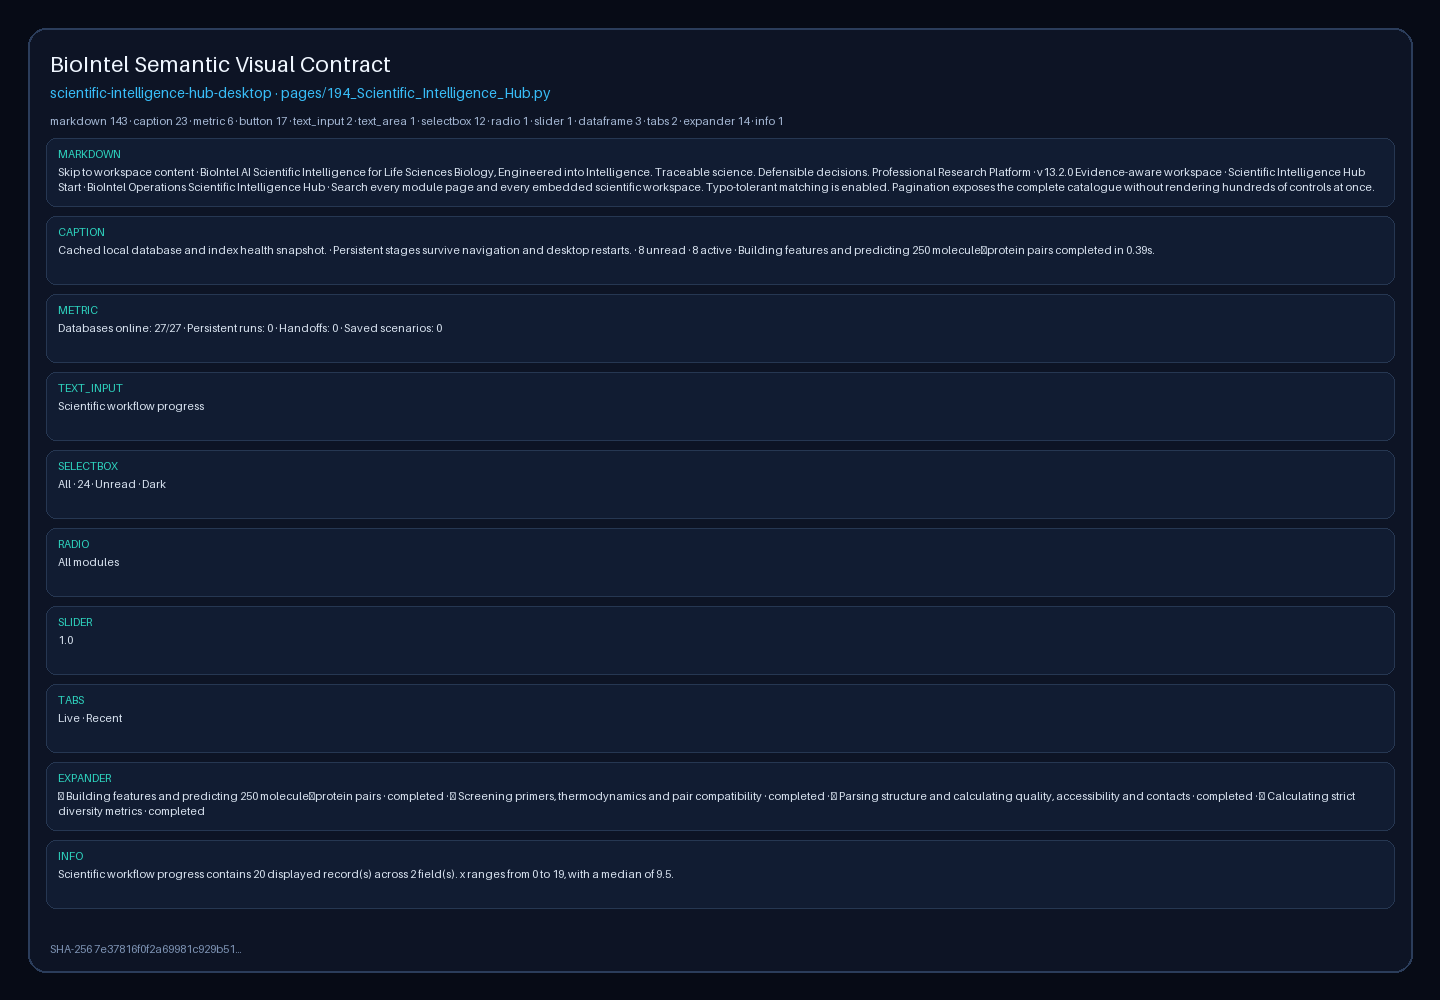 BioIntel Semantic Visual Contract
scientific-intelligence-hub-desktop · pages/194_Scientific_Intelligence_Hub.py
markdown 143 · caption 23 · metric 6 · button 17 · text_input 2 · text_area 1 · selectbox 12 · radio 1 · slider 1 · dataframe 3 · tabs 2 · expander 14 · info 1
MARKDOWN
Skip to workspace content · BioIntel AI Scientific Intelligence for Life Sciences Biology, Engineered into Intelligence. Traceable science. Defensible decisions. Professional Research Platform · v13.2.0 Evidence-aware workspace · Scientific Intelligence Hub
Start · BioIntel Operations Scientific Intelligence Hub · Search every module page and every embedded scientific workspace. Typo-tolerant matching is enabled. Pagination exposes the complete catalogue without rendering hundreds of controls at once.
CAPTION
Cached local database and index health snapshot. · Persistent stages survive navigation and desktop restarts. · 8 unread · 8 active · Building features and predicting 250 molecule▯protein pairs completed in 0.39s.
METRIC
Databases online: 27/27 · Persistent runs: 0 · Handoffs: 0 · Saved scenarios: 0
TEXT_INPUT
Scientific workflow progress
SELECTBOX
All · 24 · Unread · Dark
RADIO
All modules
SLIDER
1.0
TABS
Live · Recent
EXPANDER
▯ Building features and predicting 250 molecule▯protein pairs · completed · ▯ Screening primers, thermodynamics and pair compatibility · completed · ▯ Parsing structure and calculating quality, accessibility and contacts · completed · ▯ Calculating strict
diversity metrics · completed
INFO
Scientific workflow progress contains 20 displayed record(s) across 2 field(s). x ranges from 0 to 19, with a median of 9.5.
SHA-256 7e37816f0f2a69981c929b51…